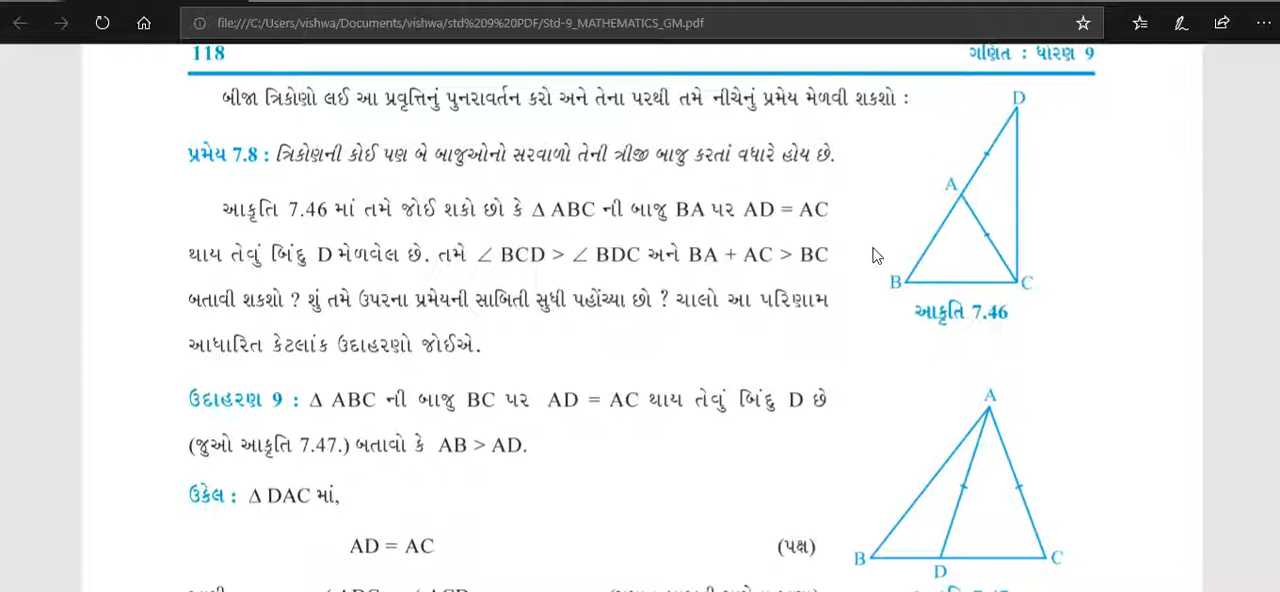 file:///C:/Users/vishwa/Documents/vishwa/std%209%20PDF/Std-9_MATHEMATICS_GM.pdf
118 ગણિત : ધોરણ 9
બીજા ત્રિકોણો લઈ આ પ્રવૃત્તિનું પુનરાવર્તન કરો અને તેના પરથી તમે નીચેનું પ્રમેય મેળવી શકશો :
પ્રમેય 7.8 : ત્રિકોણની કોઈ પણ બે બાજુઓનો સરવાળો તેની ત્રીજી બાજુ કરતાં વધારે હોય છે.
આકૃતિ 7.46 માં તમે જોઈ શકો છો કે Δ ABC ની બાજુ BA પર AD = AC
થાય તેવું બિંદુ D મેળવેલ છે. તમે ∠ BCD > ∠ BDC અને BA + AC > BC
બતાવી શકશો ? શું તમે ઉપરના પ્રમેયની સાબિતી સુધી પહોંચ્યા છો ? ચાલો આ પરિણામ
આધારિત કેટલાંક ઉદાહરણો જોઈએ.
D
A
B
C
આકૃતિ 7.46
ઉદાહરણ 9 : Δ ABC ની બાજુ BC પર AD = AC થાય તેવું બિંદુ D છે
(જુઓ આકૃતિ 7.47.) બતાવો કે AB > AD.
ઉકેલ : Δ DAC માં,
AD = AC (પક્ષ)
A
B
D
C